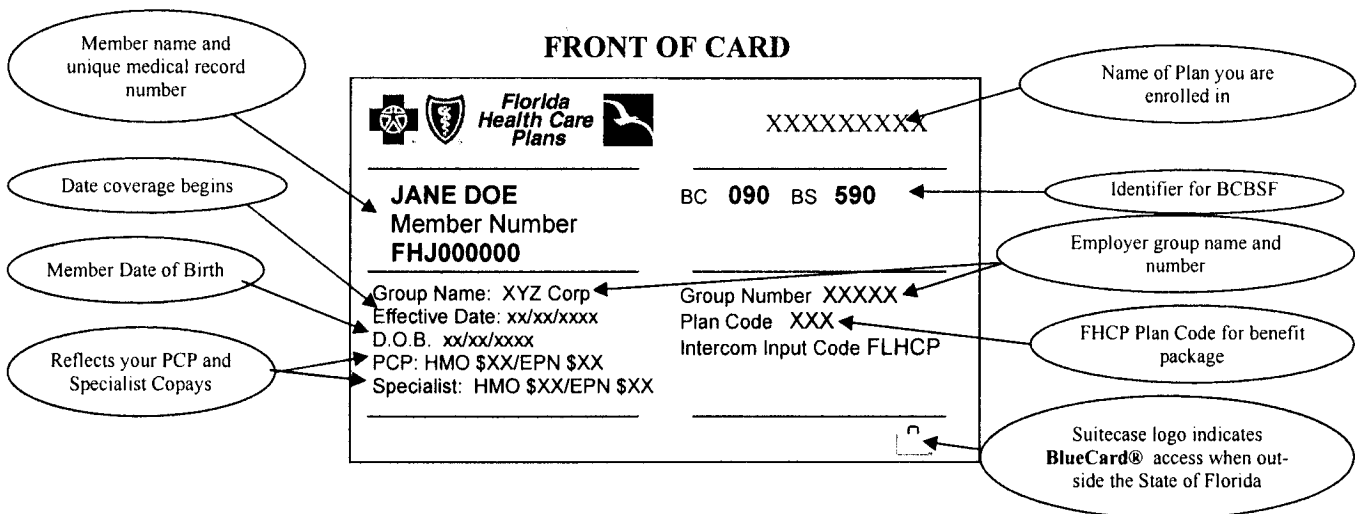 FRONT OF CARD
Member name and
unique medical record
number
Date coverage begins
Member Date of Birth
Reflects your PCP and
Specialist Copays
Florida
Health Care
Plans
XXXXXXXXX
JANE DOE
Member Number
FHJ000000
BC 090 BS 590
Group Name: XYZ Corp
Effective Date: xx/xx/xxxx
D.O.B. xx/xx/xxxx
PCP: HMO $XX/EPN $XX
Specialist: HMO $XX/EPN $XX
Group Number XXXXX
Plan Code XXX
Intercom Input Code FLHCP
Name of Plan you are
enrolled in
Identifier for BCBSF
Employer group name and
number
FHCP Plan Code for benefit
package
Suitecase logo indicates
BlueCard® access when out-
side the State of Florida